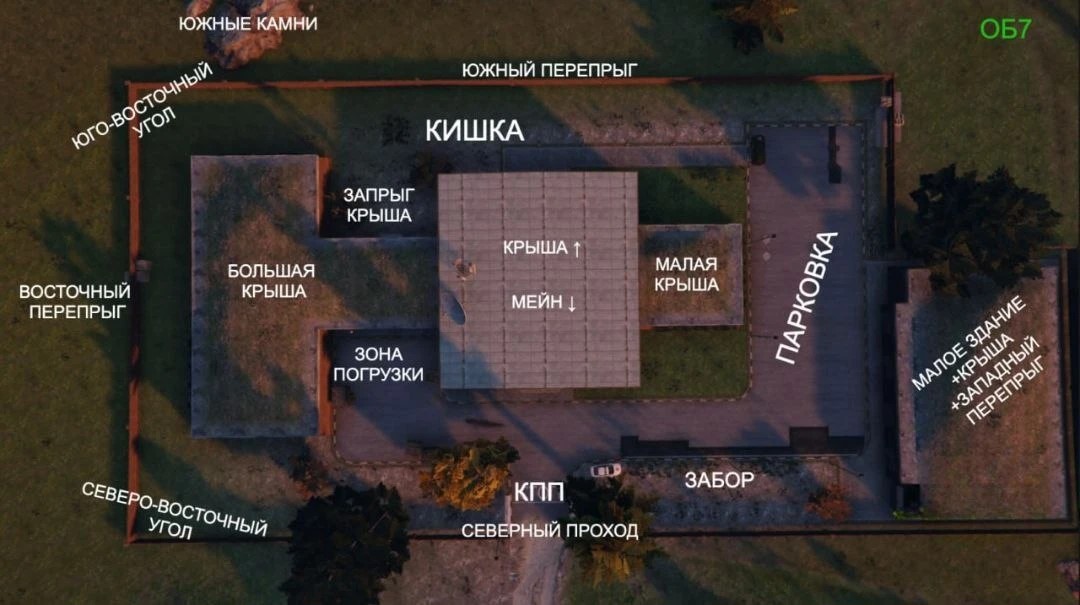 ЮЖНЫЕ КАМНИ
ОБ7
ЮЖНЫЙ ПЕРЕПРЫГ
ЮГО-ВОСТОЧНЫЙ
УГОЛ
КИШКА
ЗАПРЫГ
КРЫША
КРЫША ↑
МЕЙН ↓
БОЛЬШАЯ
КРЫША
МАЛАЯ
КРЫША
ПАРКОВКА
ВОСТОЧНЫЙ
ПЕРЕПРЫГ
МАЛОЕ ЗДАНИЕ
+КРЫША
+ЗАПАДНЫЙ
ПЕРЕПРЫГ
ЗОНА
ПОГРУЗКИ
СЕВЕРО-ВОСТОЧНЫЙ
УГОЛ
КПП
ЗАБОР
СЕВЕРНЫЙ ПРОХОД